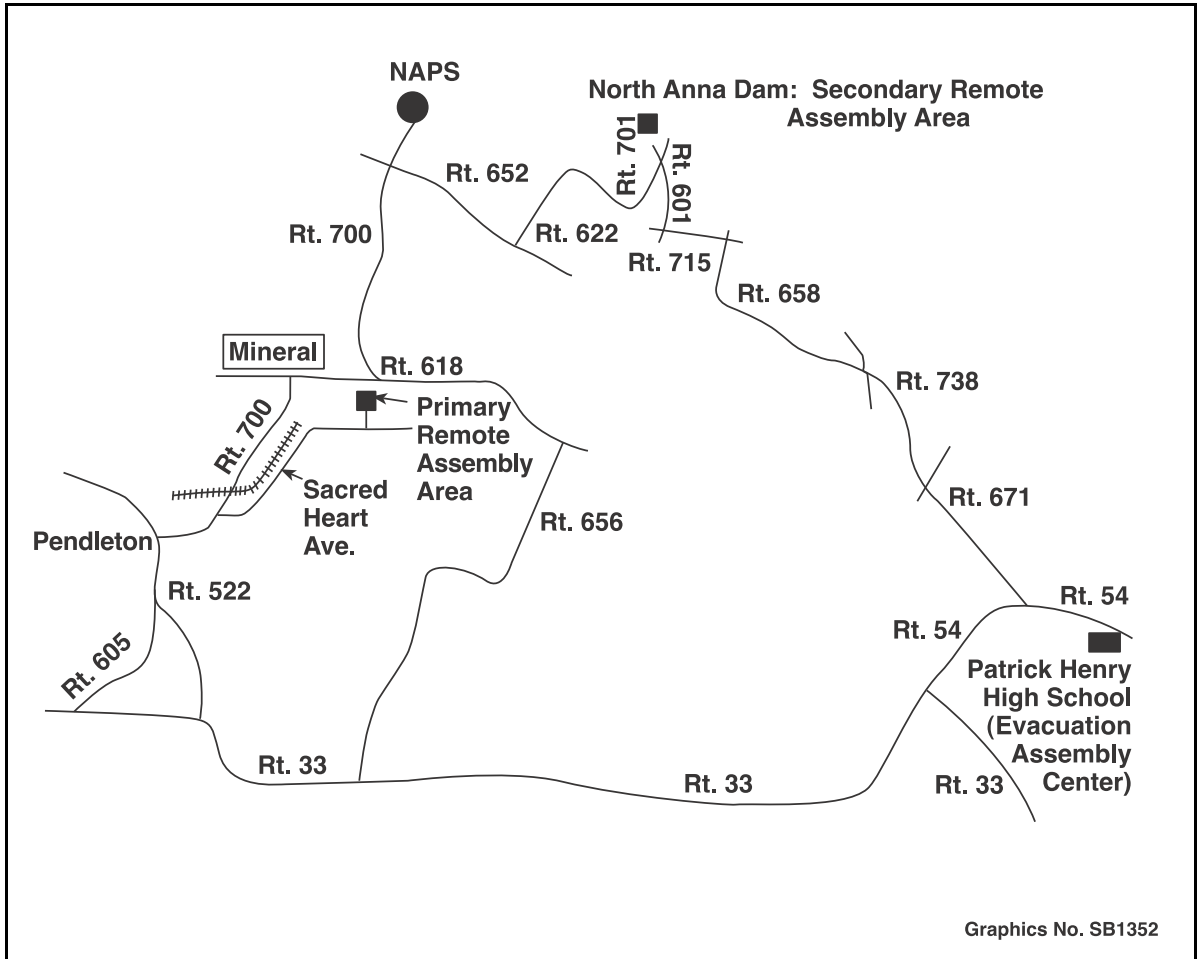 NAPS
North Anna Dam: Secondary Remote
Assembly Area
Rt. 701
Rt. 601
Rt. 652
Rt. 700
Rt. 622
Rt. 715
Rt. 658
Mineral
Rt. 618
Rt. 738
Rt. 700
Primary
Remote
Assembly
Area
Sacred
Heart
Ave.
Rt. 671
Rt. 656
Pendleton
Rt. 522
Rt. 54
Rt. 54
Rt. 605
Patrick Henry
High School
(Evacuation
Assembly
Center)
Rt. 33
Rt. 33
Rt. 33
Graphics No. SB1352